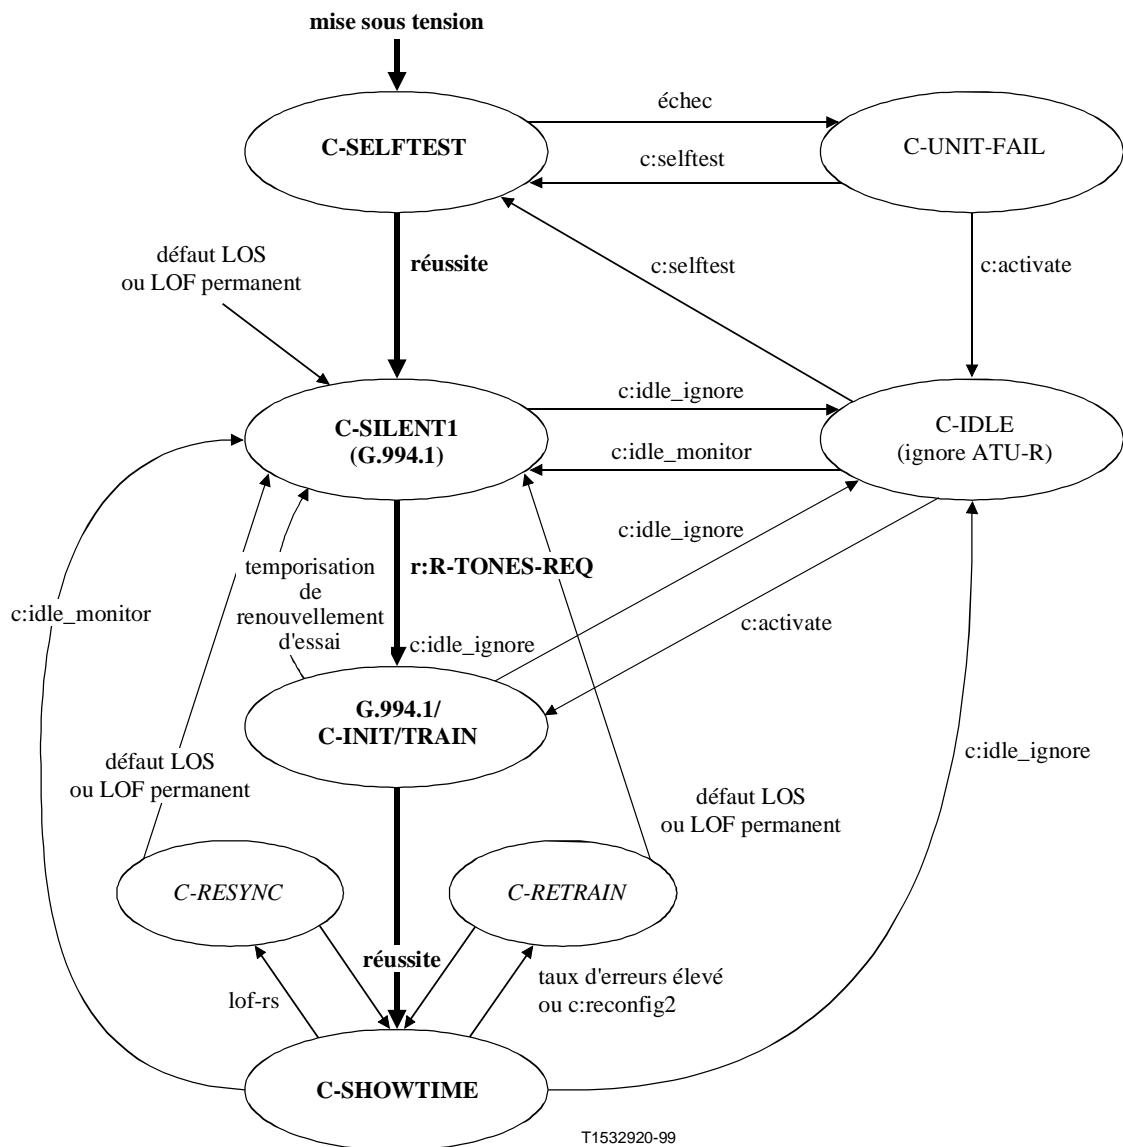 mise sous tension
échec
C-SELFTEST
C-UNIT-FAIL
c:selftest
défaut LOS
ou LOF permanent
réussite
c:selftest
c:activate
c:idle_ignore
C-SILENT1
(G.994.1)
C-IDLE
(ignore ATU-R)
c:idle_monitor
c:idle_ignore
temporisation
de
renouvellement
d'essai
r:R-TONES-REQ
c:idle_monitor
c:idle_ignore
c:activate
G.994.1/
C-INIT/TRAIN
défaut LOS
ou LOF permanent
c:idle_ignore
défaut LOS
ou LOF permanent
C-RESYNC
C-RETRAIN
réussite
lof-rs
taux d'erreurs élevé
ou c:reconfig2
C-SHOWTIME
T1532920-99